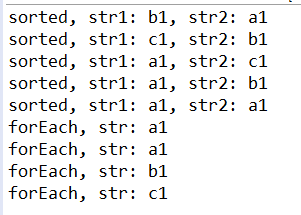 sorted, str1: b1, str2: a1
sorted, str1: c1, str2: b1
sorted, str1: a1, str2: c1
sorted, str1: a1, str2: b1
sorted, str1: a1, str2: a1
forEach, str: a1
forEach, str: a1
forEach, str: b1
forEach, str: c1